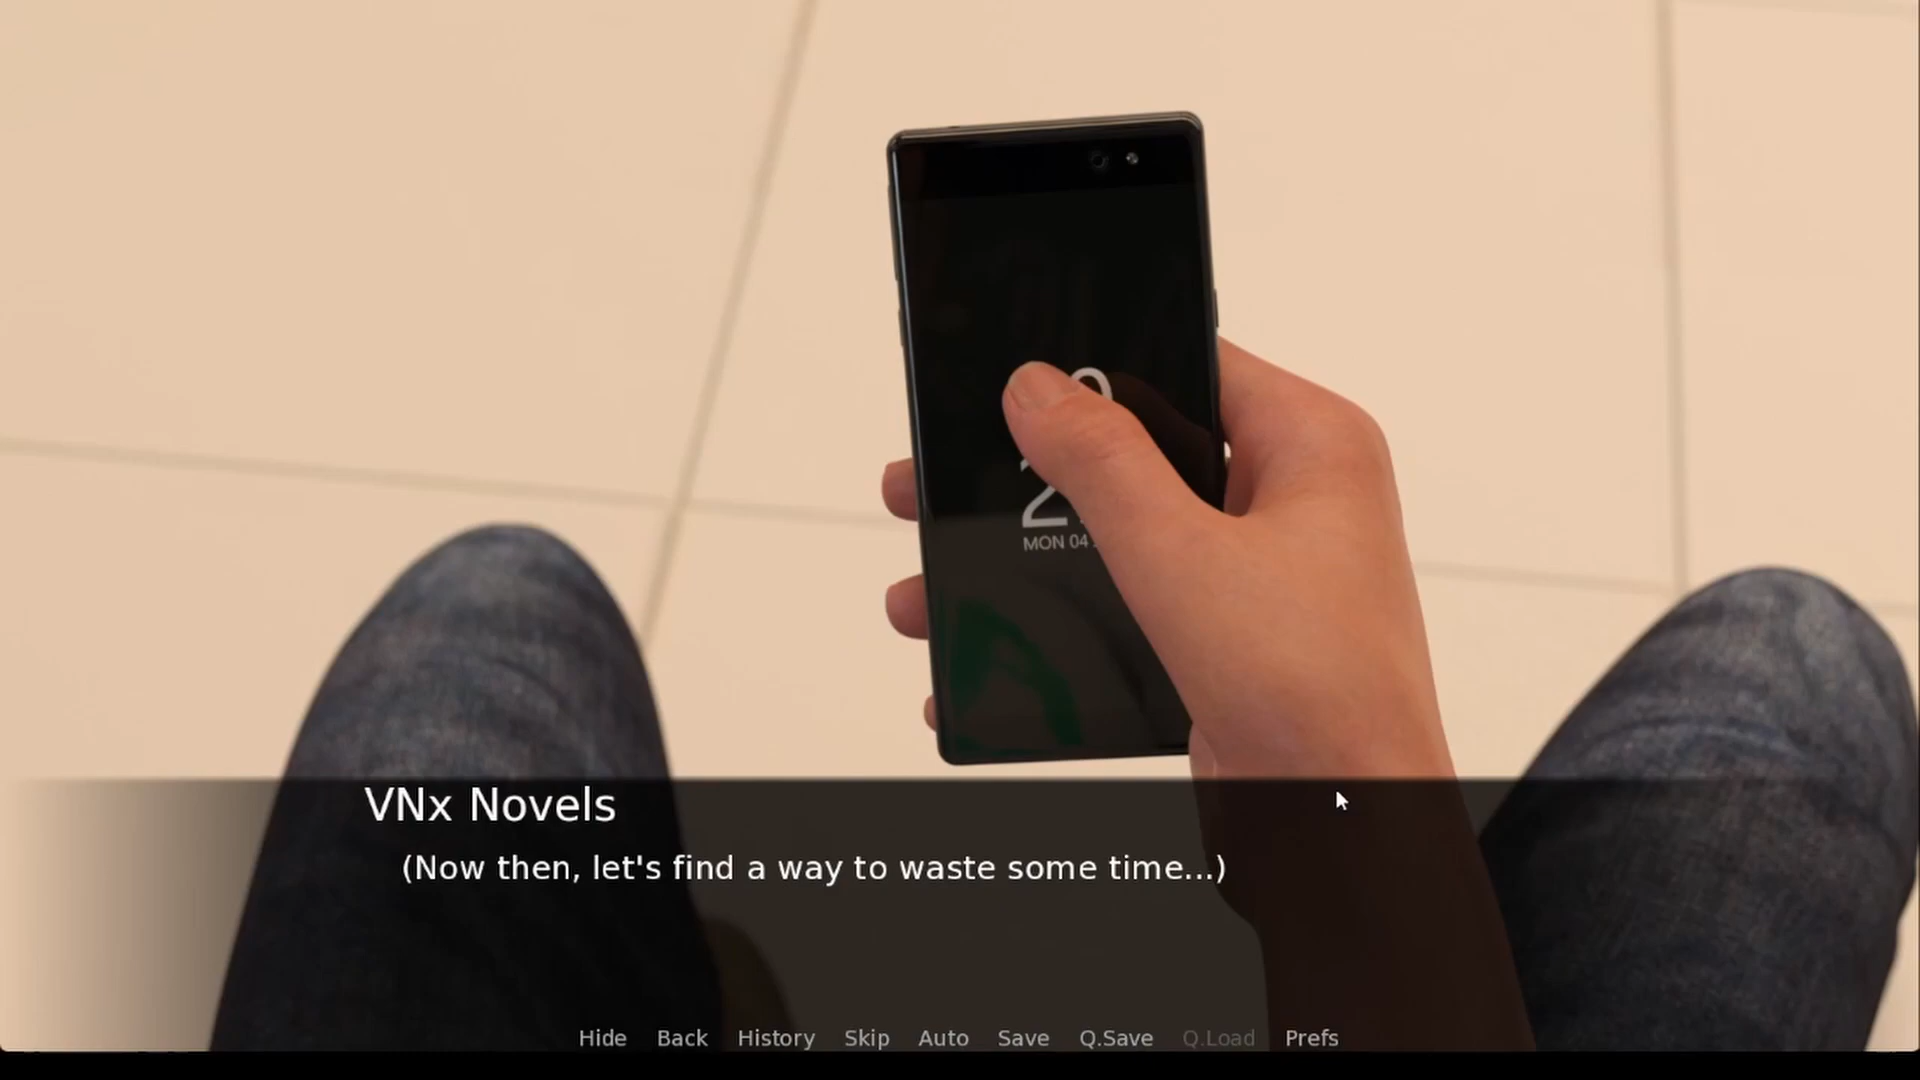 MON 04
VNx Novels
(Now then, let's find a way to waste some time...)
Hide Back History Skip Auto Save Q.Save Q.Load Prefs